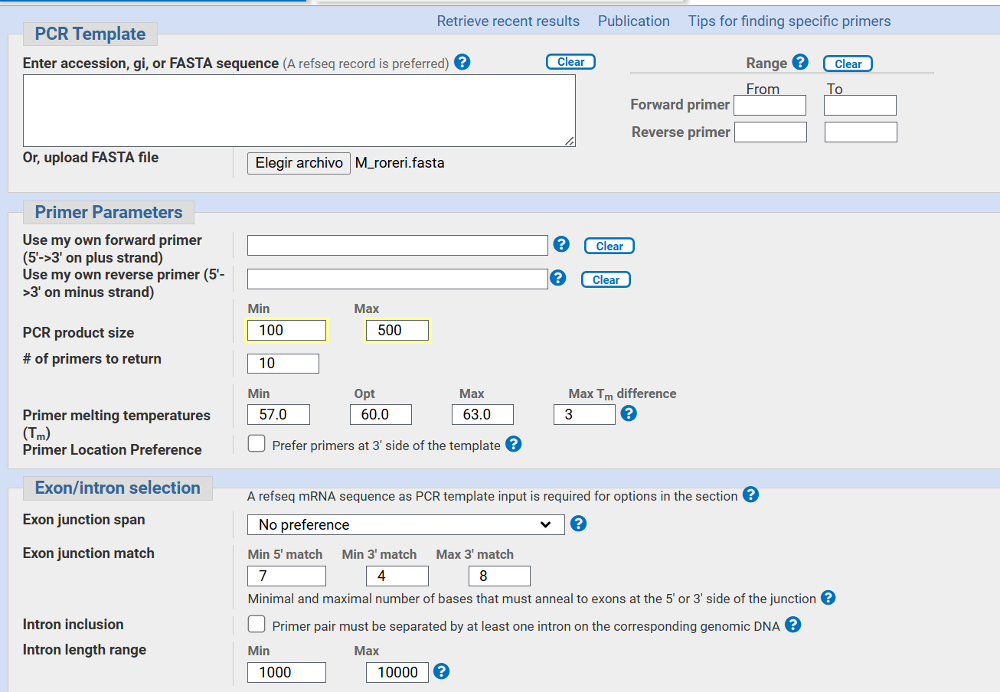 Retrieve recent results Publication Tips for finding specific primers
PCR Template
Enter accession, gi, or FASTA sequence (A refseq record is preferred) ? Clear
Range ? Clear
From To
Forward primer
Reverse primer
Or, upload FASTA file Elegir archivo M_roreri.fasta
Primer Parameters
Use my own forward primer
(5'->3' on plus strand) ? Clear
Use my own reverse primer (5'-
>3' on minus strand) ? Clear
Min Max
PCR product size 100 500
# of primers to return 10
Min Opt Max Max Tm difference
Primer melting temperatures 57.0 60.0 63.0 3 ?
(Tm)
Primer Location Preference Prefer primers at 3' side of the template ?
Exon/intron selection
A refseq mRNA sequence as PCR template input is required for options in the section ?
Exon junction span No preference ?
Exon junction match Min 5' match Min 3' match Max 3' match
7 4 8
Minimal and maximal number of bases that must anneal to exons at the 5' or 3' side of the junction ?
Intron inclusion Primer pair must be separated by at least one intron on the corresponding genomic DNA ?
Intron length range Min Max
1000 10000 ?